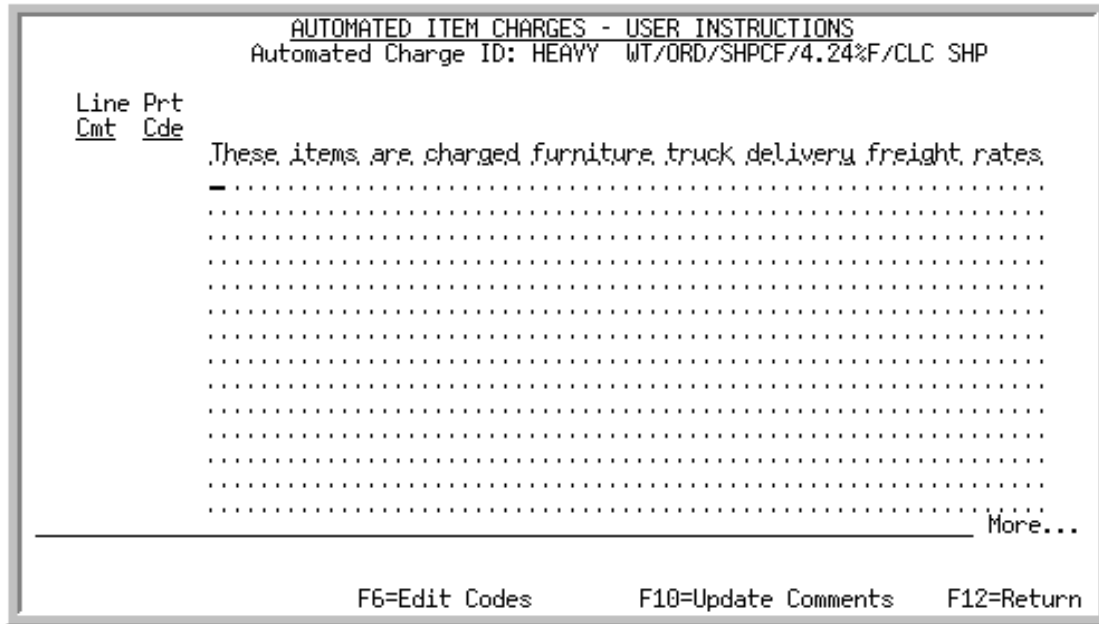 AUTOMATED ITEM CHARGES - USER INSTRUCTIONS
Automated Charge ID: HEAVY WT/ORD/SHPCF/4.24%F/CLC SHP
Line Prt
Cmt Cde
These items are charged furniture truck delivery freight rates
More...
F6=Edit Codes F10=Update Comments F12=Return